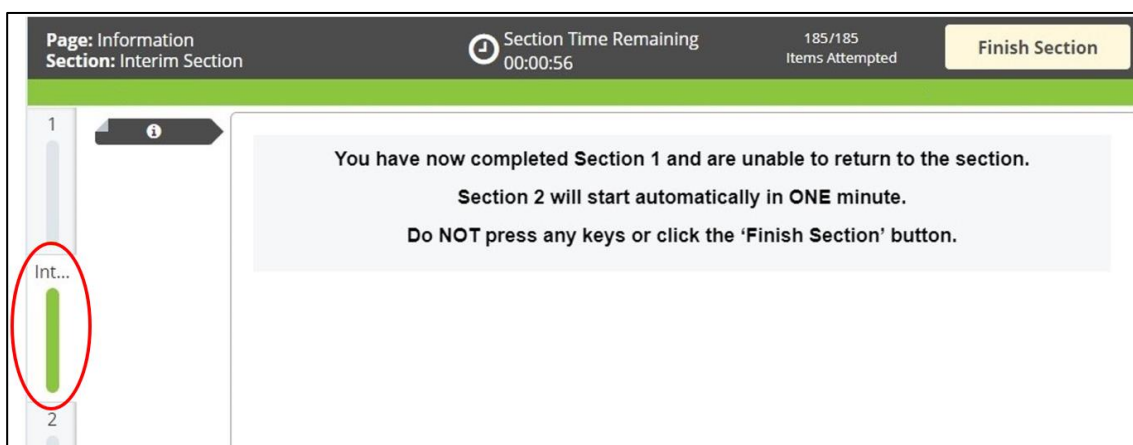 Page: Information
Section: Interim Section
Section Time Remaining
00:00:56
185/185
Items Attempted
Finish Section
1
You have now completed Section 1 and are unable to return to the section.
Section 2 will start automatically in ONE minute.
Do NOT press any keys or click the ‘Finish Section’ button.
Int...
2